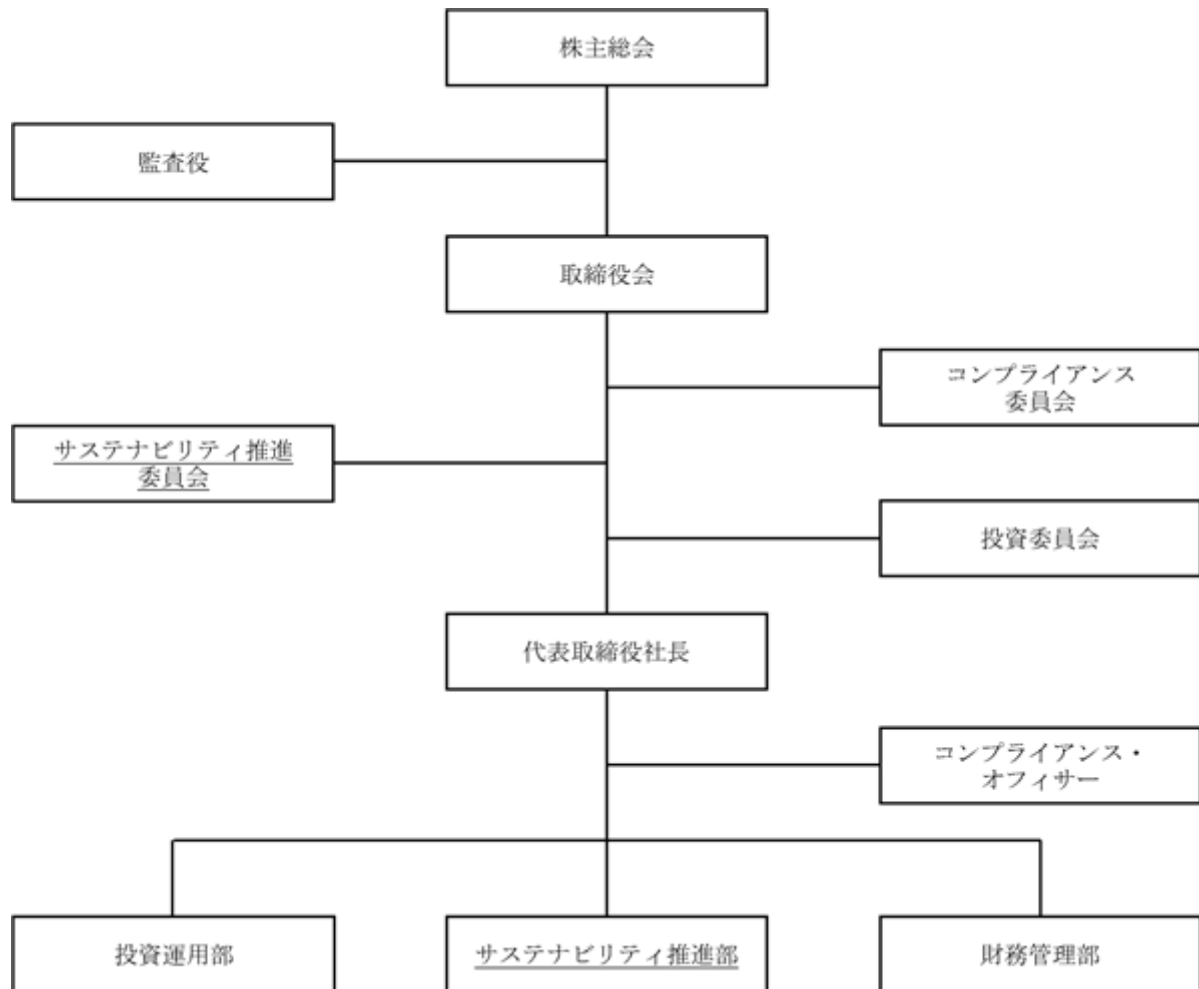 株主総会
監査役
取締役会
コンプライアンス
委員会
サステナビリティ推進
委員会
投資委員会
代表取締役社長
コンプライアンス・
オフィサー
投資運用部
サステナビリティ推進部
財務管理部